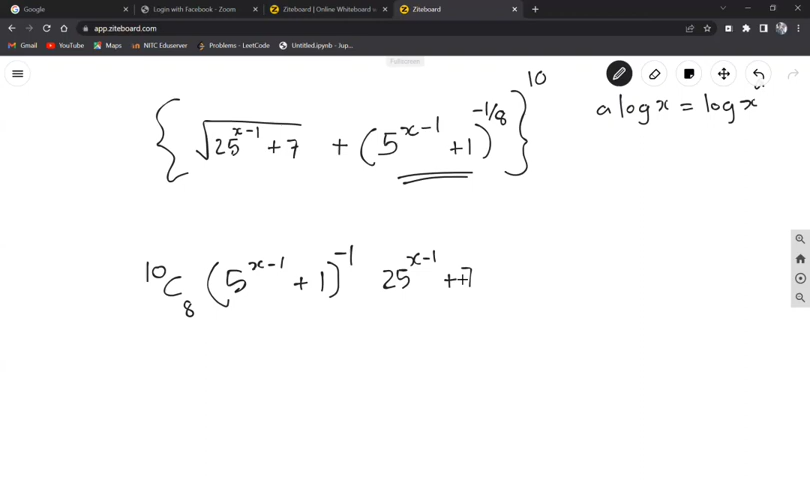 Google
Login with Facebook - Zoom
Ziteboard | Online Whiteboard
Ziteboard
app.ziteboard.com
Gmail
YouTube
Maps
NITC Eduserver
Problems - LeetCode
Untitled.ipynb - Jup...
Fullscreen
{ √(25^(x-1) + 7) + (5^(x-1) + 1)^(-1/8) }^10
a log x = log x
¹⁰C₈ (5^(x-1) + 1)^(-1) 25^(x-1) + 7